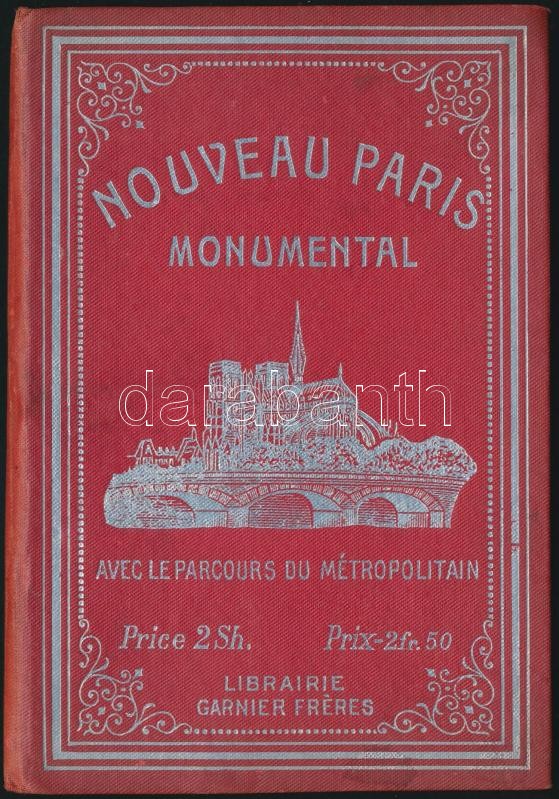 NOUVEAU PARIS
MONUMENTAL
darabanth
AVEC LE PARCOURS DU MÉTROPOLITAIN
Price 2 Sh. Prix-2fr. 50
LIBRAIRIE
GARNIER FRÈRES